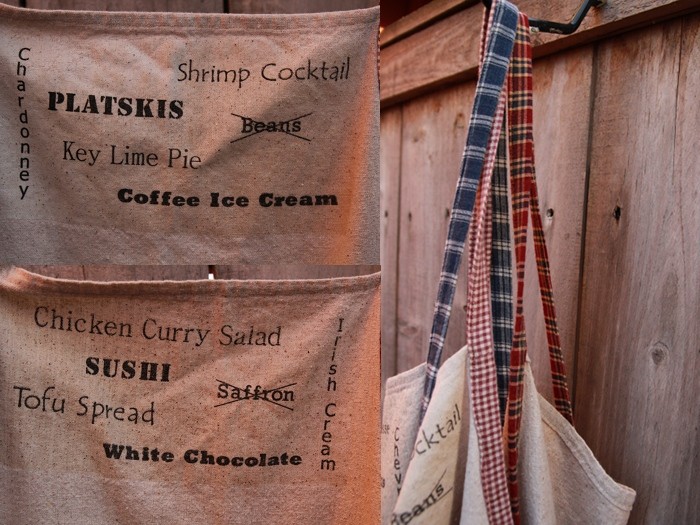 Chardonney
Shrimp Cocktail
PLATSKIS
Beans
Key Lime Pie
Coffee Ice Cream
Chicken Curry Salad
Irish Cream
SUSHI
Saffron
Tofu Spread
White Chocolate
Chev
cktail
Beans